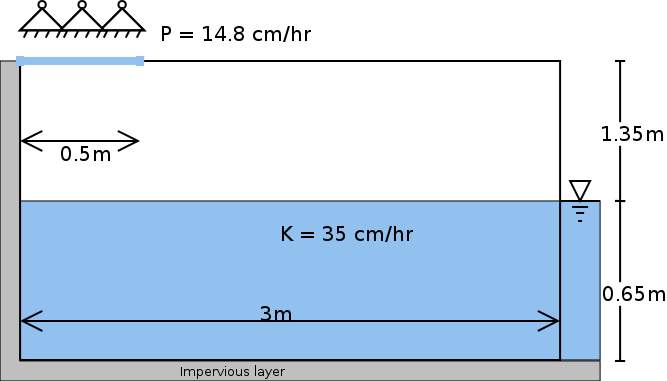 P = 14.8 cm/hr
1.35m
0.5m
K = 35 cm/hr
0.65m
3m
Impervious layer